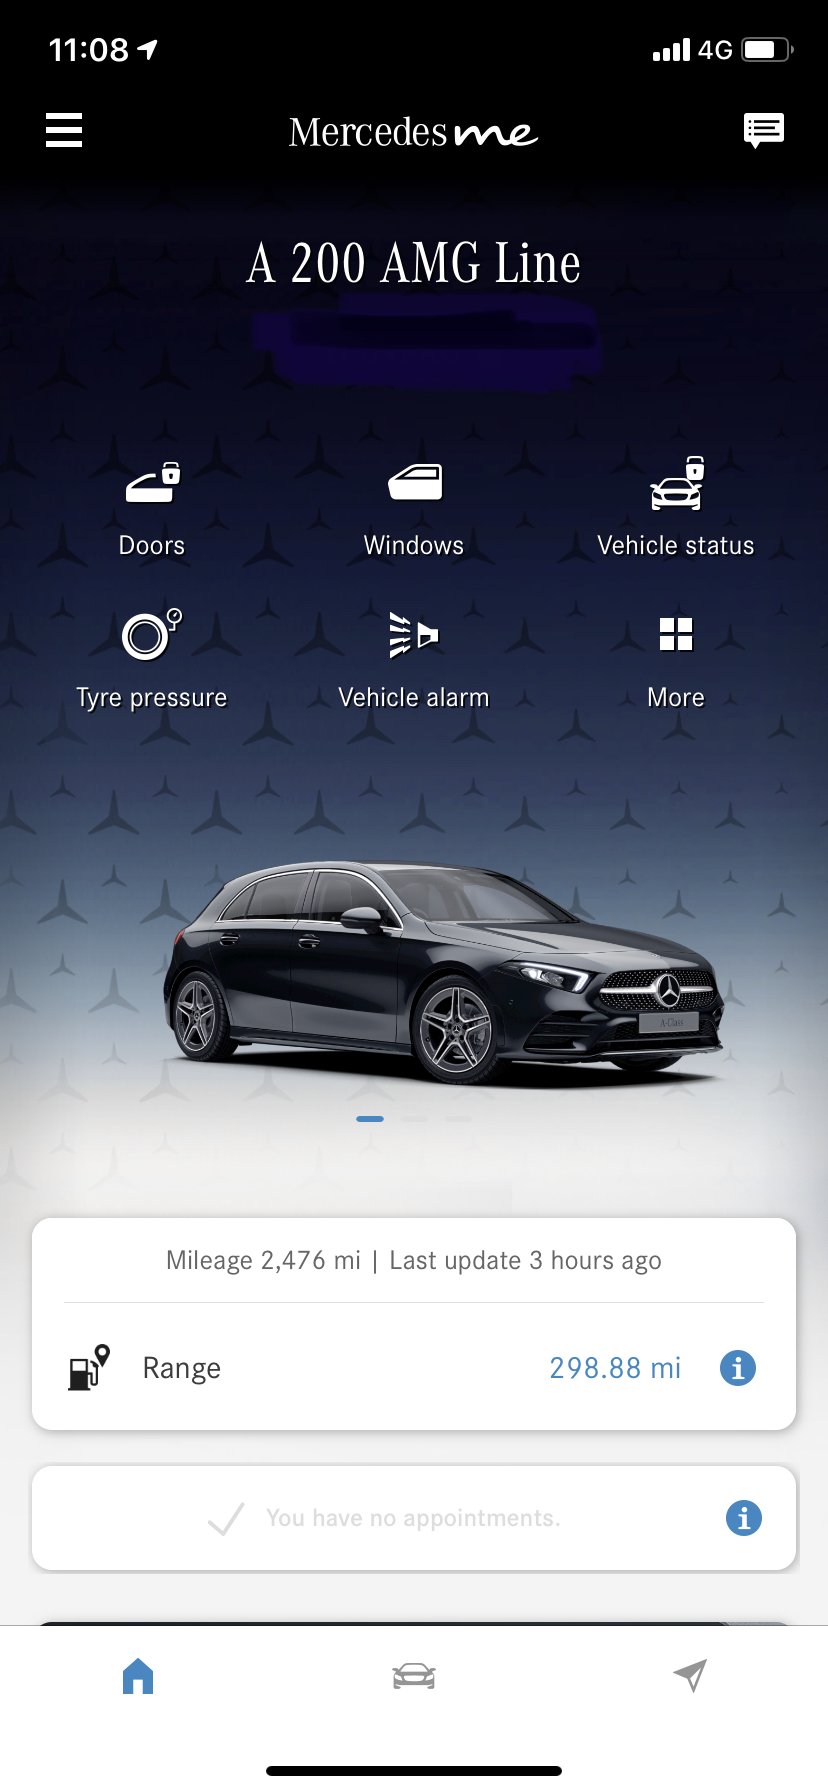 11:08 4G
Mercedes me
A 200 AMG Line
Doors Windows Vehicle status
Tyre pressure Vehicle alarm More
A-Class
Mileage 2,476 mi | Last update 3 hours ago
Range 298.88 mi
You have no appointments.